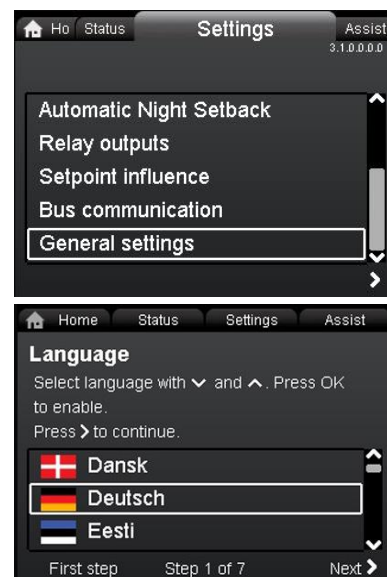 Ho Status Settings Assist
3.1.0.0.0.0
Automatic Night Setback
Relay outputs
Setpoint influence
Bus communication
General settings
Home Status Settings Assist
Language
Select language with and . Press OK
to enable.
Press > to continue.
Dansk
Deutsch
Eesti
First step Step 1 of 7 Next >